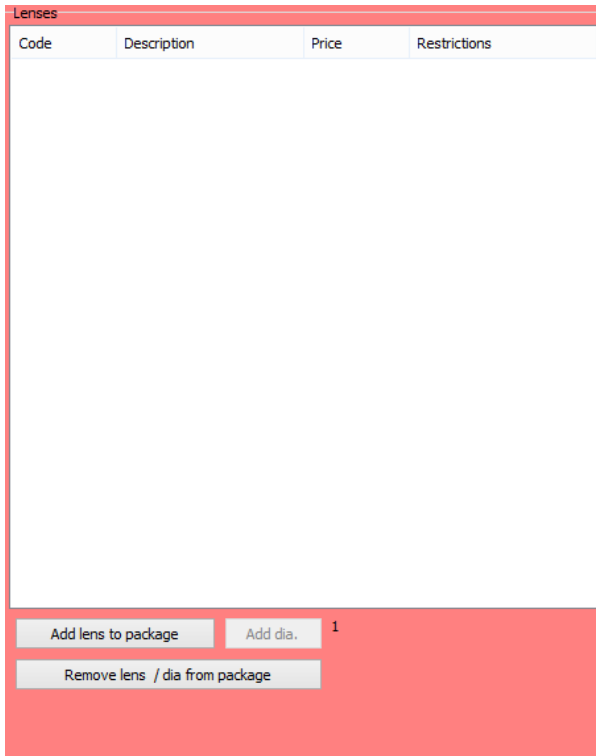 Lenses
Code Description Price Restrictions
Add lens to package Add dia. 1
Remove lens / dia from package